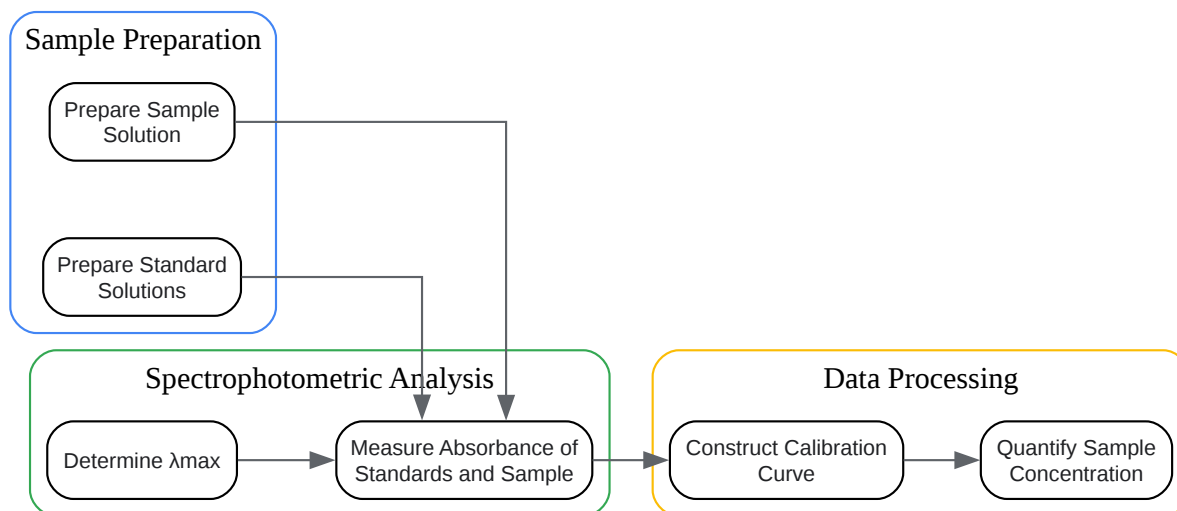 Sample Preparation
Prepare Sample
Solution
Prepare Standard
Solutions
Spectrophotometric Analysis
Determine λmax
Measure Absorbance of
Standards and Sample
Data Processing
Construct Calibration
Curve
Quantify Sample
Concentration